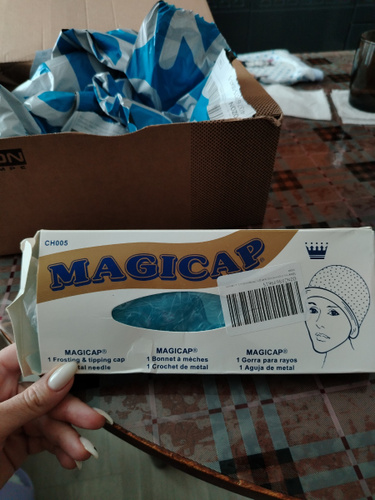 CH005
MAGICAP
MAGICAP® MAGICAP® MAGICAP®
1 Frosting & tipping cap 1 Bonnet à mèches 1 Gorra para rayos
needle 1 Crochet de métal 1 Aguja de metal